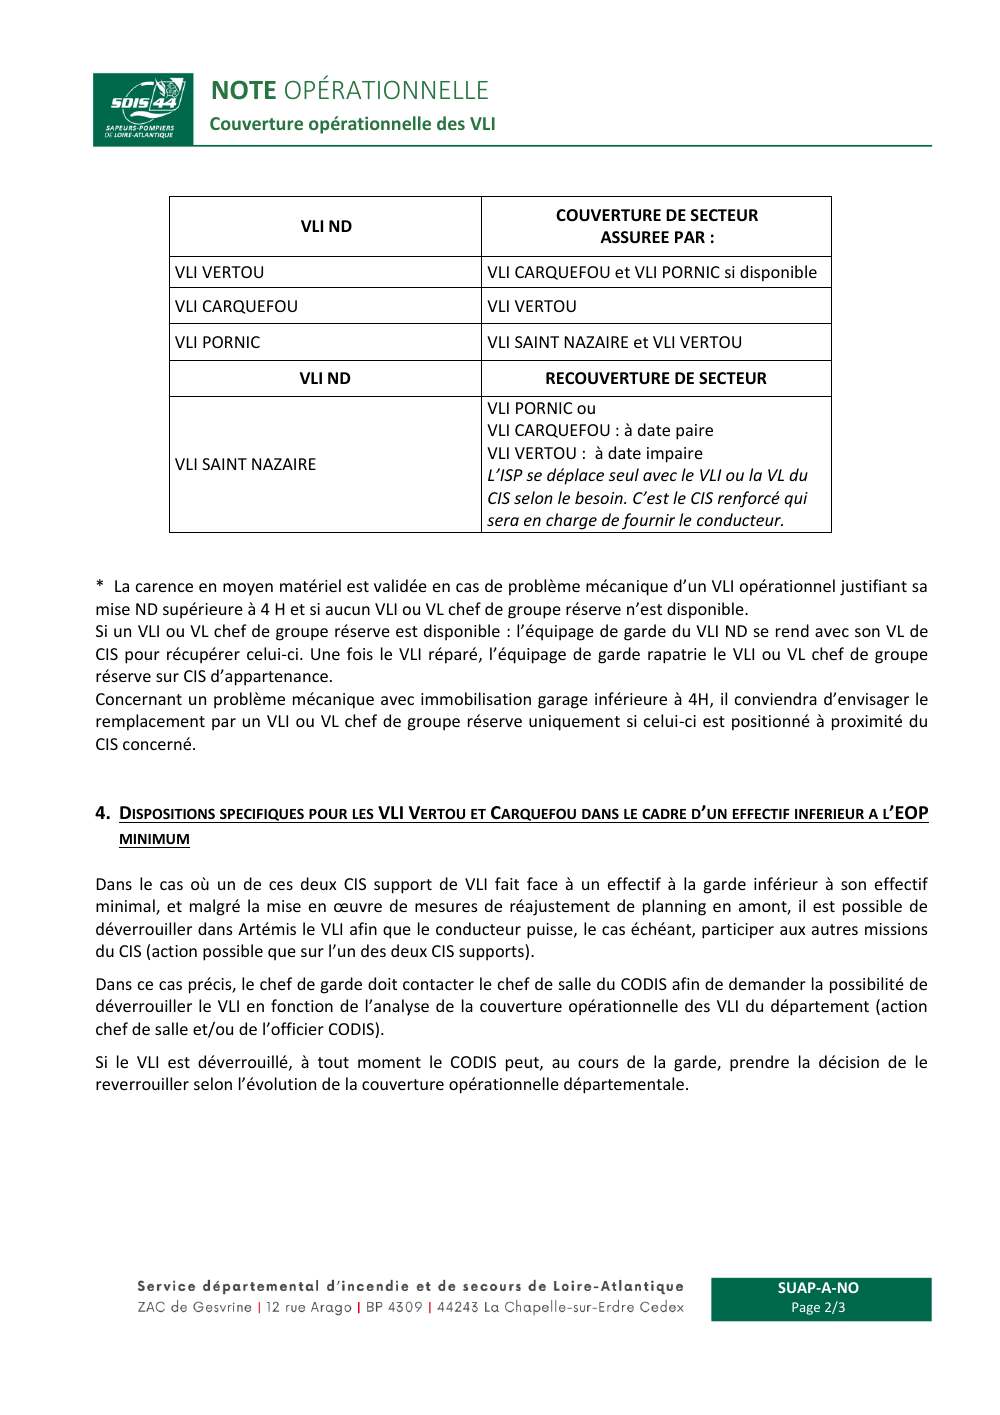 SDIS 44
SAPEURS-POMPIERS
DE LOIRE-ATLANTIQUE
NOTE OPÉRATIONNELLE
Couverture opérationnelle des VLI
VLI ND
COUVERTURE DE SECTEUR
ASSUREE PAR :
VLI VERTOU
VLI CARQUEFOU et VLI PORNIC si disponible
VLI CARQUEFOU
VLI VERTOU
VLI PORNIC
VLI SAINT NAZAIRE et VLI VERTOU
VLI ND
RECOUVERTURE DE SECTEUR
VLI SAINT NAZAIRE
VLI PORNIC ou
VLI CARQUEFOU : à date paire
VLI VERTOU :  à date impaire
L’ISP se déplace seul avec le VLI ou la VL du
CIS selon le besoin. C’est le CIS renforcé qui
sera en charge de fournir le conducteur.
*  La carence en moyen matériel est validée en cas de problème mécanique d’un VLI opérationnel justifiant sa
mise ND supérieure à 4 H et si aucun VLI ou VL chef de groupe réserve n’est disponible.
Si un VLI ou VL chef de groupe réserve est disponible : l’équipage de garde du VLI ND se rend avec son VL de
CIS pour récupérer celui-ci. Une fois le VLI réparé, l’équipage de garde rapatrie le VLI ou VL chef de groupe
réserve sur CIS d’appartenance.
Concernant un problème mécanique avec immobilisation garage inférieure à 4H, il conviendra d’envisager le
remplacement par un VLI ou VL chef de groupe réserve uniquement si celui-ci est positionné à proximité du
CIS concerné.
4. DISPOSITIONS SPECIFIQUES POUR LES VLI VERTOU ET CARQUEFOU DANS LE CADRE D’UN EFFECTIF INFERIEUR A L’EOP
MINIMUM
Dans le cas où un de ces deux CIS support de VLI fait face à un effectif à la garde inférieur à son effectif
minimal, et malgré la mise en œuvre de mesures de réajustement de planning en amont, il est possible de
déverrouiller dans Artémis le VLI afin que le conducteur puisse, le cas échéant, participer aux autres missions
du CIS (action possible que sur l’un des deux CIS supports).
Dans ce cas précis, le chef de garde doit contacter le chef de salle du CODIS afin de demander la possibilité de
déverrouiller le VLI en fonction de l’analyse de la couverture opérationnelle des VLI du département (action
chef de salle et/ou de l’officier CODIS).
Si le VLI est déverrouillé, à tout moment le CODIS peut, au cours de la garde, prendre la décision de le
reverrouiller selon l’évolution de la couverture opérationnelle départementale.
Service départemental d’incendie et de secours de Loire-Atlantique
ZAC de Gesvrine | 12 rue Arago | BP 4309 | 44243 La Chapelle-sur-Erdre Cedex
SUAP-A-NO
Page 2/3